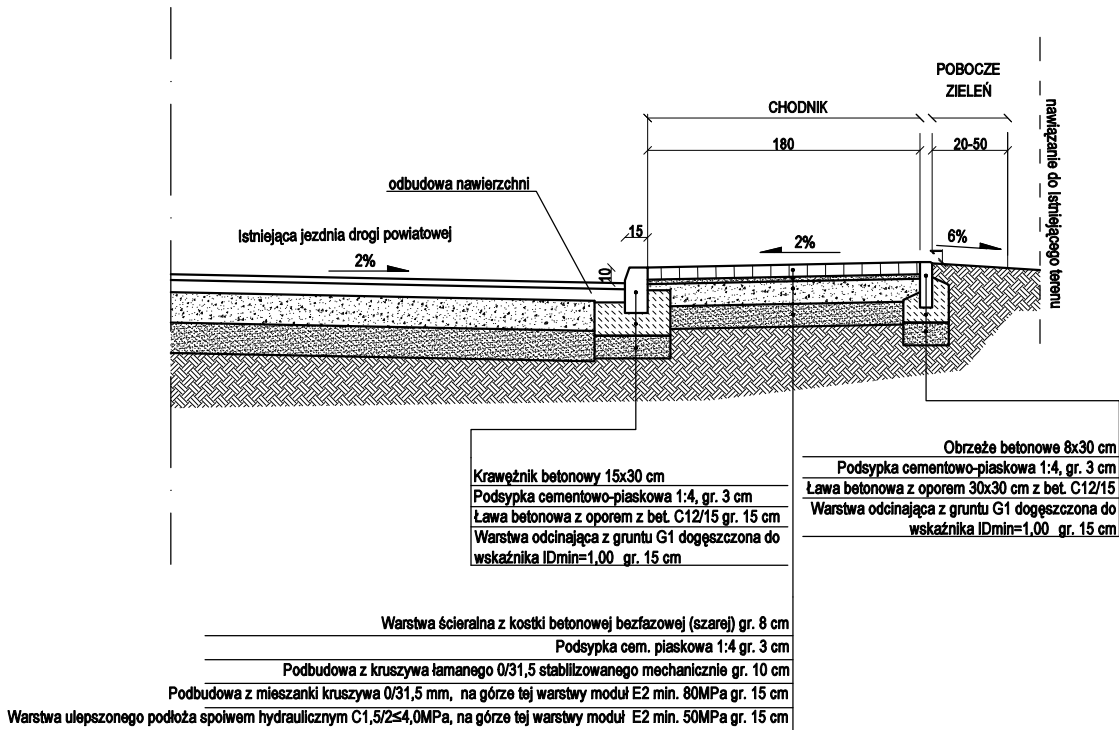 POBOCZE
ZIELEŃ
CHODNIK
180
20-50
nawiązanie do istniejącego terenu
odbudowa nawierzchni
15
Istniejąca jezdnia drogi powiatowej
2%
2%
6%
1
10
Krawężnik betonowy 15x30 cm
Podsypka cementowo-piaskowa 1:4, gr. 3 cm
Ława betonowa z oporem z bet. C12/15 gr. 15 cm
Warstwa odcinająca z gruntu G1 dogęszczona do
wskaźnika IDmin=1,00 gr. 15 cm
Obrzeże betonowe 8x30 cm
Podsypka cementowo-piaskowa 1:4, gr. 3 cm
Ława betonowa z oporem 30x30 cm z bet. C12/15
Warstwa odcinająca z gruntu G1 dogęszczona do
wskaźnika IDmin=1,00 gr. 15 cm
Warstwa ścieralna z kostki betonowej bezfazowej (szarej) gr. 8 cm
Podsypka cem. piaskowa 1:4 gr. 3 cm
Podbudowa z kruszywa łamanego 0/31,5 stabilizowanego mechanicznie gr. 10 cm
Podbudowa z mieszanki kruszywa 0/31,5 mm, na górze tej warstwy moduł E2 min. 80MPa gr. 15 cm
Warstwa ulepszonego podłoża spoiwem hydraulicznym C1,5/2≤4,0MPa, na górze tej warstwy moduł E2 min. 50MPa gr. 15 cm